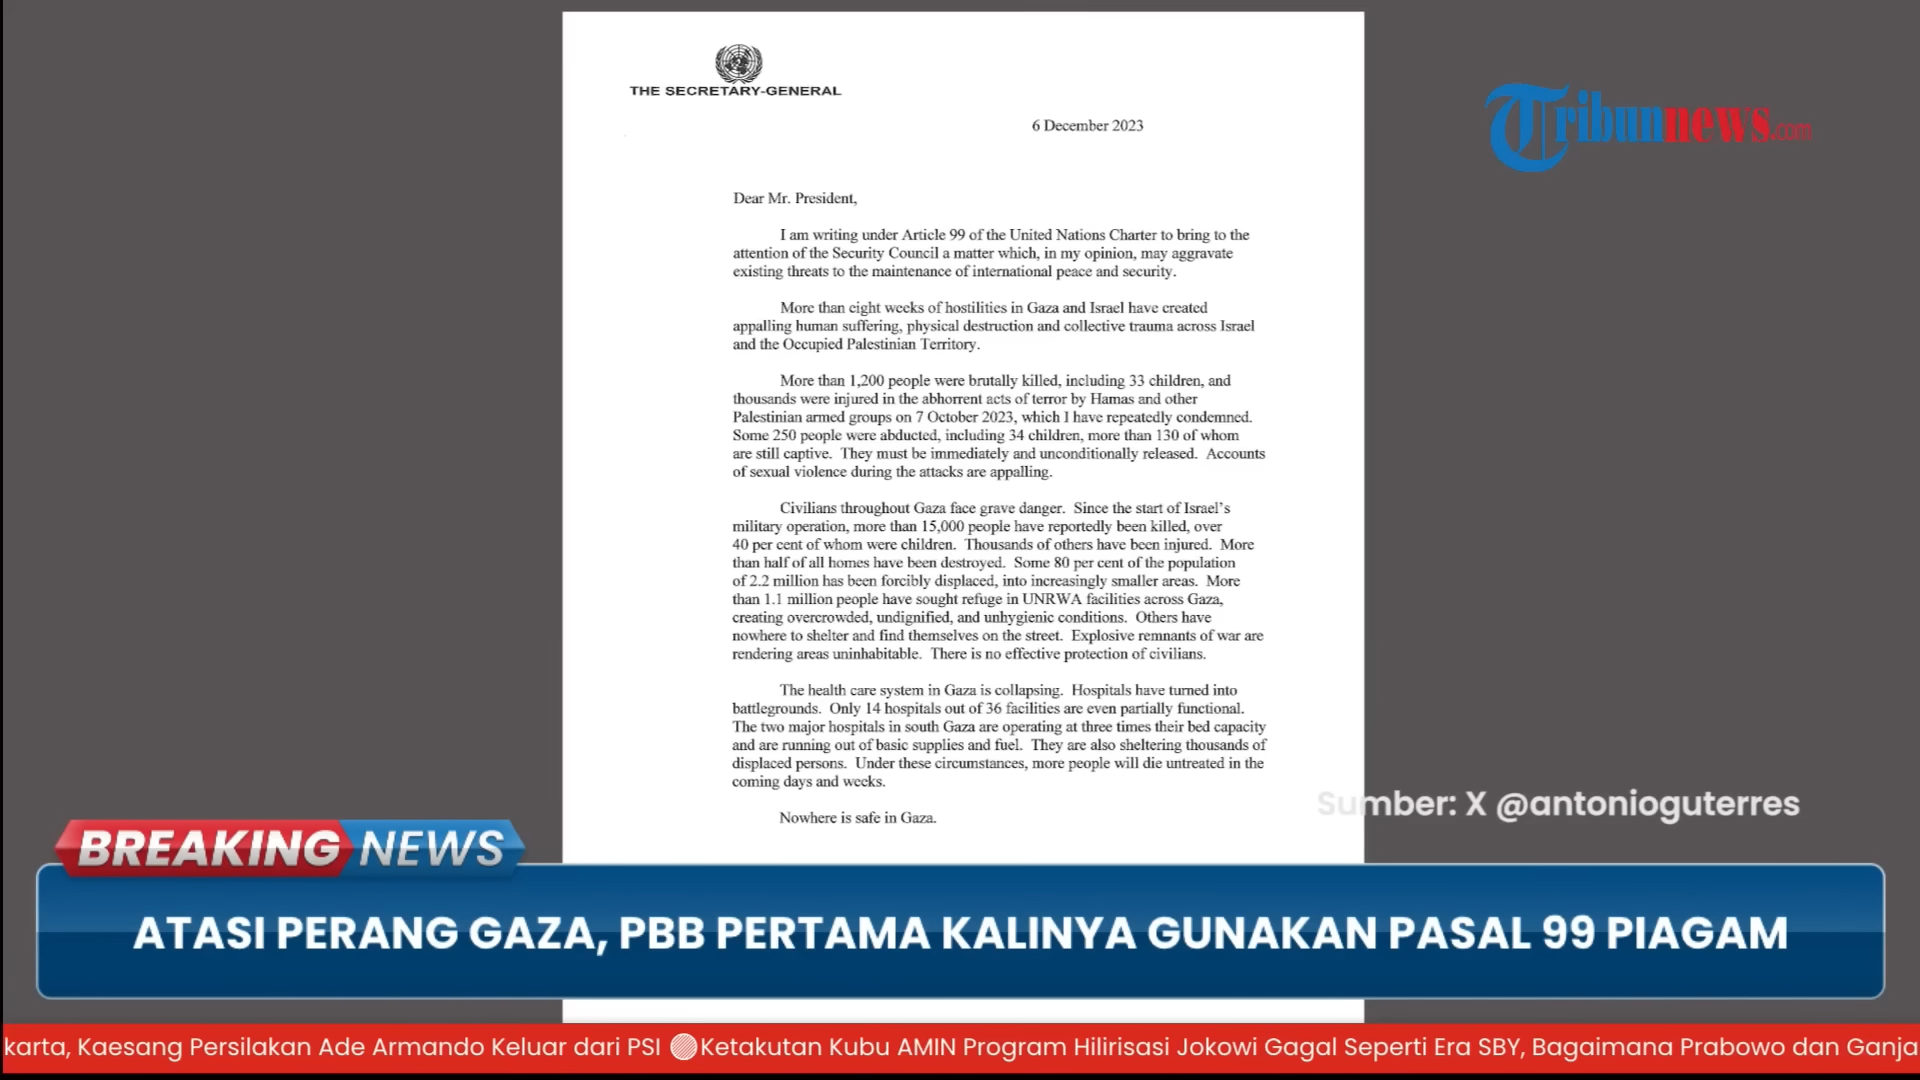 THE SECRETARY-GENERAL
6 December 2023
Tribunnews.com
Dear Mr. President,
I am writing under Article 99 of the United Nations Charter to bring to the
attention of the Security Council a matter which, in my opinion, may aggravate
existing threats to the maintenance of international peace and security.
More than eight weeks of hostilities in Gaza and Israel have created
appalling human suffering, physical destruction and collective trauma across Israel
and the Occupied Palestinian Territory.
More than 1,200 people were brutally killed, including 33 children, and
thousands were injured in the abhorrent acts of terror by Hamas and other
Palestinian armed groups on 7 October 2023, which I have repeatedly condemned.
Some 250 people were abducted, including 34 children, more than 130 of whom
are still captive. They must be immediately and unconditionally released. Accounts
of sexual violence during the attacks are appalling.
Civilians throughout Gaza face grave danger. Since the start of Israel's
military operation, more than 15,000 people have reportedly been killed, over
40 per cent of whom were children. Thousands of others have been injured. More
than half of all homes have been destroyed. Some 80 per cent of the population
of 2.2 million has been forcibly displaced, into increasingly smaller areas. More
than 1.1 million people have sought refuge in UNRWA facilities across Gaza,
creating overcrowded, undignified, and unhygienic conditions. Others have
nowhere to shelter and find themselves on the street. Explosive remnants of war are
rendering areas uninhabitable. There is no effective protection of civilians.
The health care system in Gaza is collapsing. Hospitals have turned into
battlegrounds. Only 14 hospitals out of 36 facilities are even partially functional.
The two major hospitals in south Gaza are operating at three times their bed capacity
and are running out of basic supplies and fuel. They are also sheltering thousands of
displaced persons. Under these circumstances, more people will die untreated in the
coming days and weeks.
Nowhere is safe in Gaza.
Sumber: X @antonioguterres
BREAKING NEWS
ATASI PERANG GAZA, PBB PERTAMA KALINYA GUNAKAN PASAL 99 PIAGAM
karta, Kaesang Persilakan Ade Armando Keluar dari PSI Ketakutan Kubu AMIN Program Hilirisasi Jokowi Gagal Seperti Era SBY, Bagaimana Prabowo dan Ganja